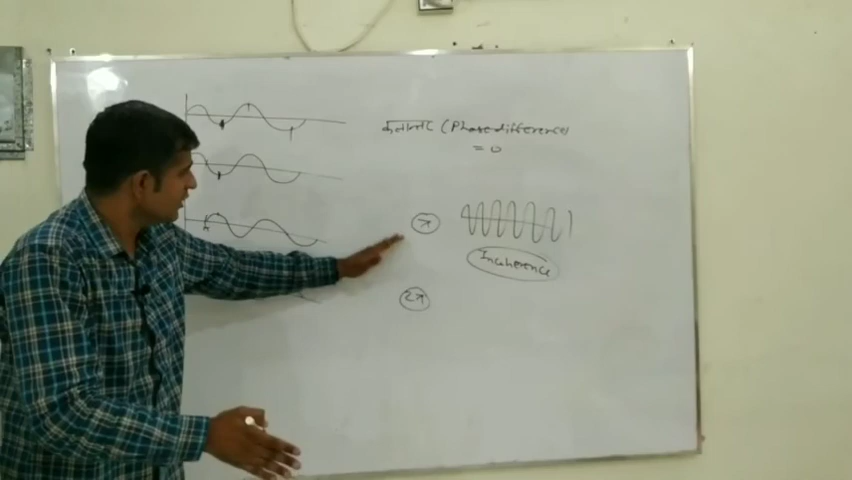 कलान्तर (Phase difference)
= 0
π
Incoherence
2π